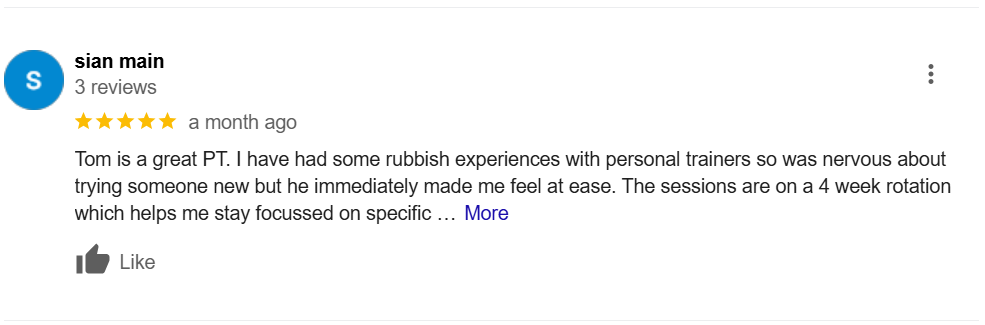 S
sian main
3 reviews
a month ago
Tom is a great PT. I have had some rubbish experiences with personal trainers so was nervous about
trying someone new but he immediately made me feel at ease. The sessions are on a 4 week rotation
which helps me stay focussed on specific … More
Like